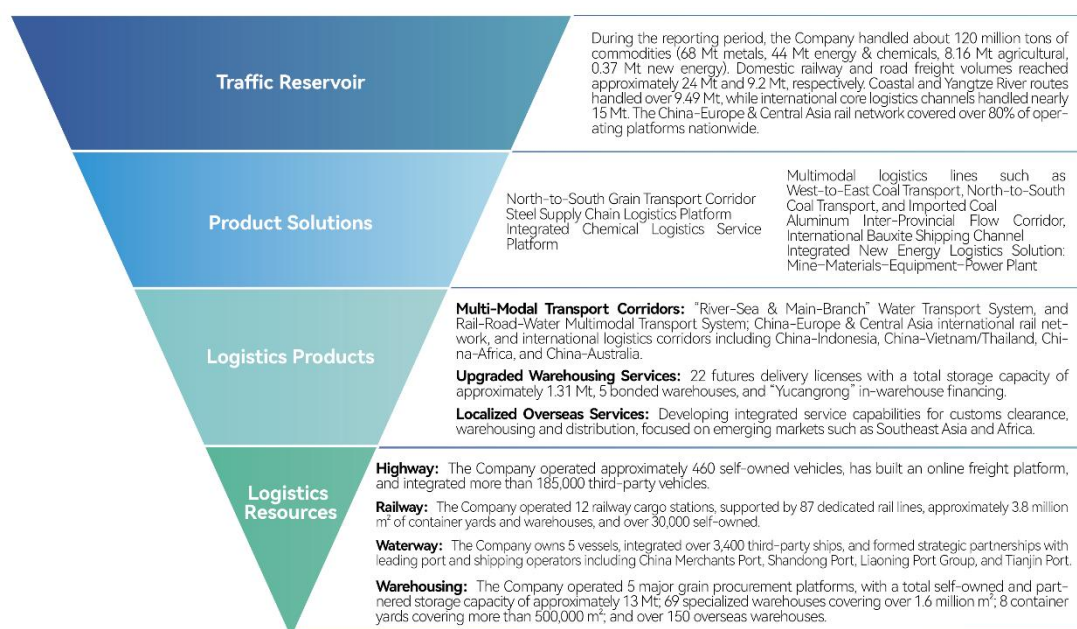 Traffic Reservoir
During the reporting period, the Company handled about 120 million tons of
commodities (68 Mt metals, 44 Mt energy & chemicals, 8.16 Mt agricultural,
0.37 Mt new energy). Domestic railway and road freight volumes reached
approximately 24 Mt and 9.2 Mt, respectively. Coastal and Yangtze River routes
handled over 9.49 Mt, while international core logistics channels handled nearly
15 Mt. The China-Europe & Central Asia rail network covered over 80% of oper-
ating platforms nationwide.
Product Solutions
North-to-South Grain Transport Corridor
Steel Supply Chain Logistics Platform
Integrated Chemical Logistics Service
Platform
Multimodal logistics lines such as
West-to-East Coal Transport, North-to-South
Coal Transport, and Imported Coal
Aluminum Inter-Provincial Flow Corridor,
International Bauxite Shipping Channel
Integrated New Energy Logistics Solution:
Mine-Materials-Equipment-Power Plant
Logistics Products
Multi-Modal Transport Corridors: "River-Sea & Main-Branch" Water Transport System, and
Rail-Road-Water Multimodal Transport System; China-Europe & Central Asia international rail net-
work, and international logistics corridors including China-Indonesia, China-Vietnam/Thailand, Chi-
na-Africa, and China-Australia.
Upgraded Warehousing Services: 22 futures delivery licenses with a total storage capacity of
approximately 1.31 Mt, 5 bonded warehouses, and "Yucangrong" in-warehouse financing.
Localized Overseas Services: Developing integrated service capabilities for customs clearance,
warehousing and distribution, focused on emerging markets such as Southeast Asia and Africa.
Logistics
Resources
Highway: The Company operated approximately 460 self-owned vehicles, has built an online freight platform,
and integrated more than 185,000 third-party vehicles.
Railway: The Company operated 12 railway cargo stations, supported by 87 dedicated rail lines, approximately 3.8 million
m² of container yards and warehouses, and over 30,000 self-owned.
Waterway: The Company owns 5 vessels, integrated over 3,400 third-party ships, and formed strategic partnerships with
leading port and shipping operators including China Merchants Port, Shandong Port, Liaoning Port Group, and Tianjin Port.
Warehousing: The Company operated 5 major grain procurement platforms, with a total self-owned and part-
nered storage capacity of approximately 13 Mt; 69 specialized warehouses covering over 1.6 million m²; 8 container
yards covering more than 500,000 m²; and over 150 overseas warehouses.